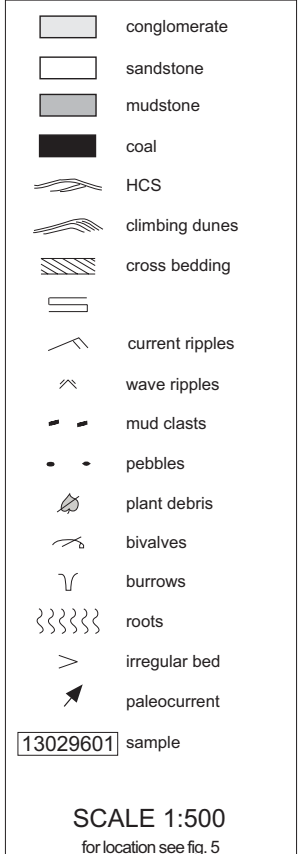 conglomerate
sandstone
mudstone
coal
HCS
climbing dunes
cross bedding
current ripples
wave ripples
mud clasts
pebbles
plant debris
bivalves
burrows
roots
irregular bed
paleocurrent
13029601 sample
SCALE 1:500
for location see fig. 5